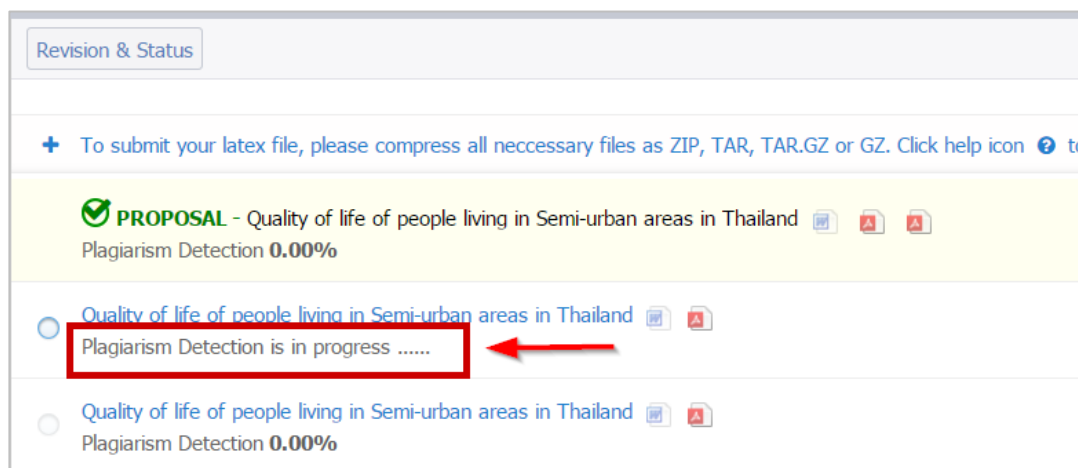 Revision & Status
To submit your latex file, please compress all neccessary files as ZIP, TAR, TAR.GZ or GZ. Click help icon
PROPOSAL - Quality of life of people living in Semi-urban areas in Thailand
Plagiarism Detection 0.00%
Quality of life of people living in Semi-urban areas in Thailand
Plagiarism Detection is in progress ......
Quality of life of people living in Semi-urban areas in Thailand
Plagiarism Detection 0.00%